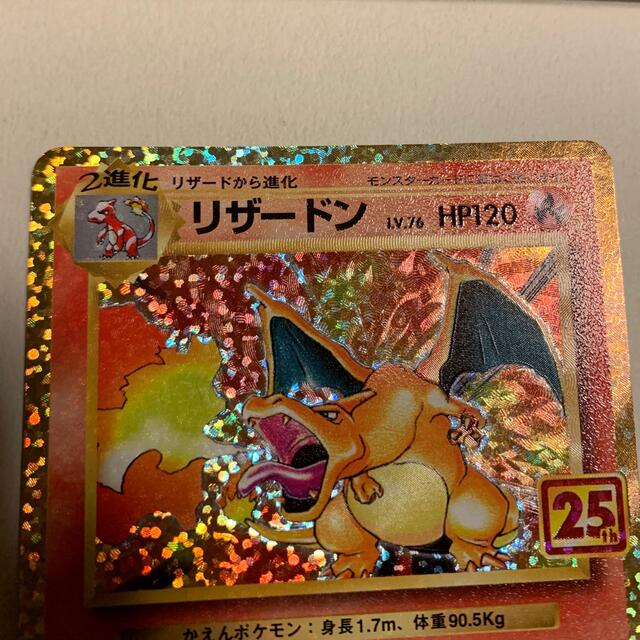 2進化 リザードから進化
リザードン LV.76 HP120
25th
かえんポケモン：身長1.7m、体重90.5Kg